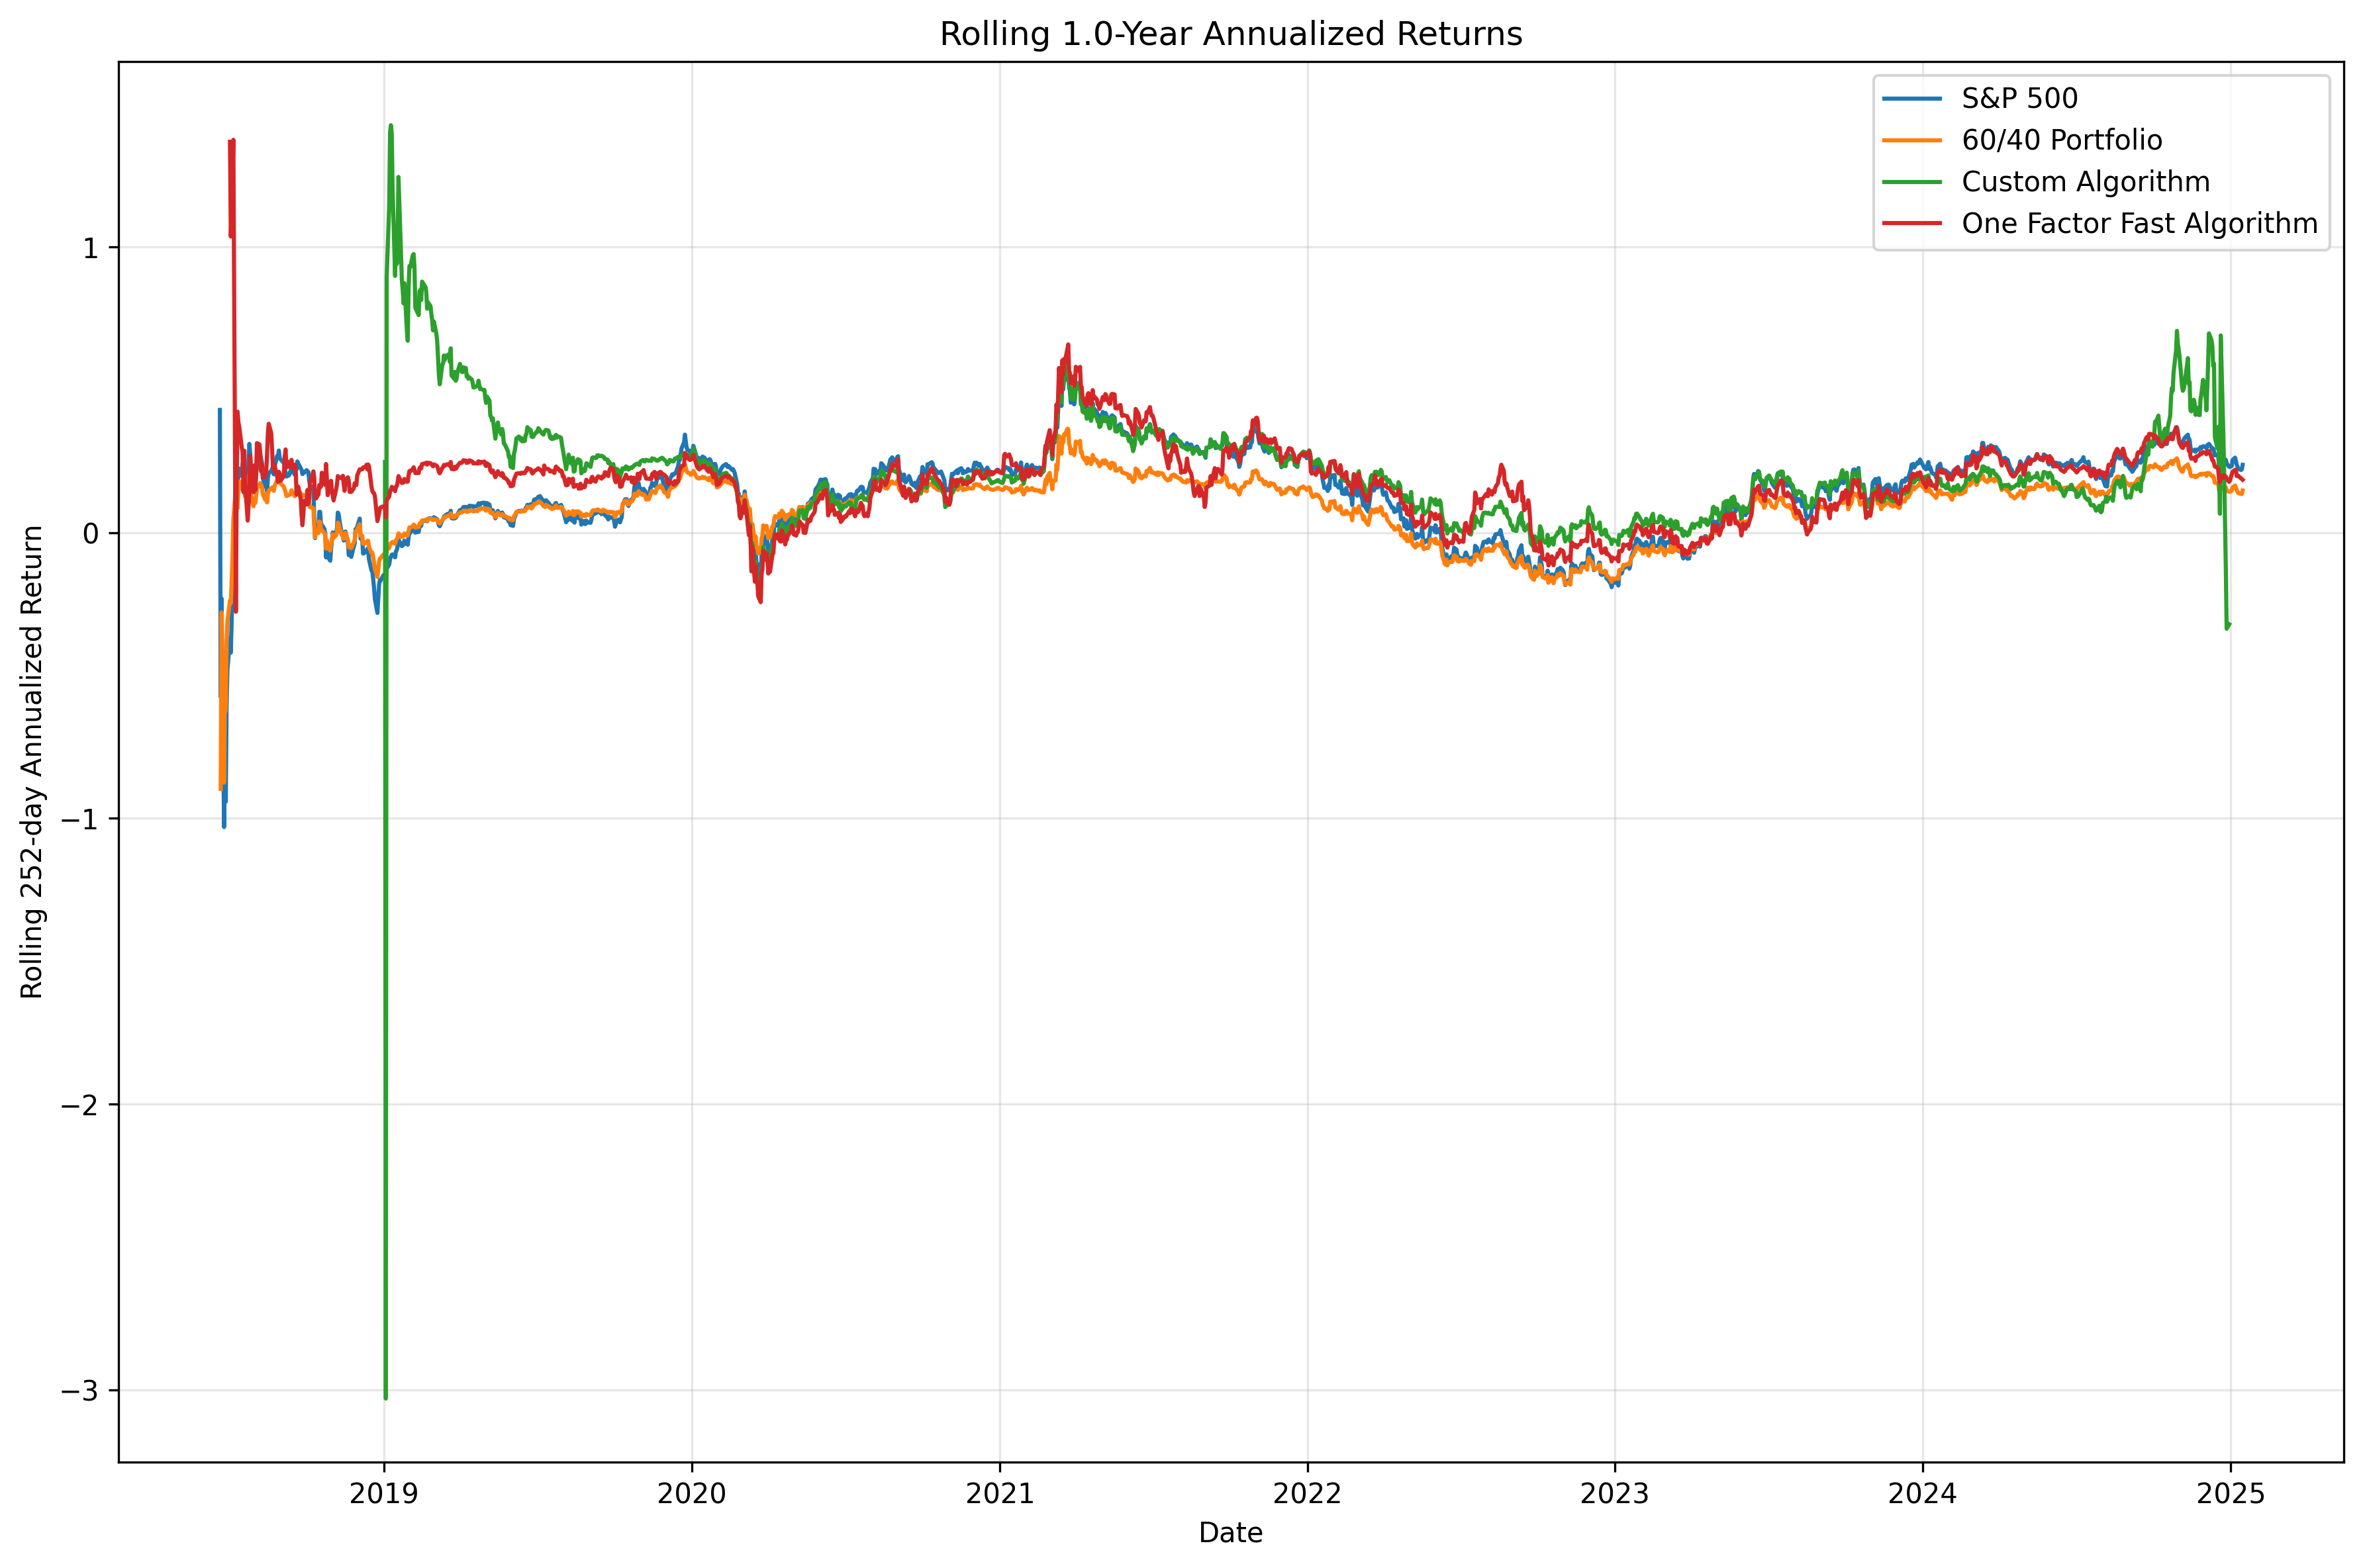 Rolling 1.0-Year Annualized Returns
S&P 500
60/40 Portfolio
Custom Algorithm
One Factor Fast Algorithm
Rolling 252-day Annualized Return
1
0
−1
−2
−3
2019
2020
2021
2022
2023
2024
2025
Date